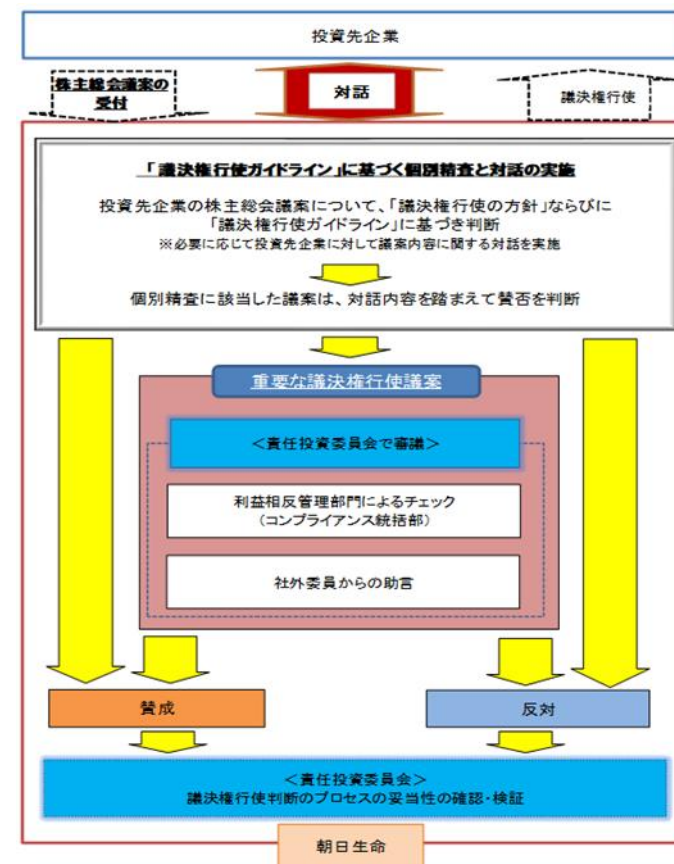 投資先企業
株主総会議案の
受付
対話
議決権行使
「議決権行使ガイドライン」に基づく個別精査と対話の実施
投資先企業の株主総会議案について、「議決権行使の方針」ならびに
「議決権行使ガイドライン」に基づき判断
※必要に応じて投資先企業に対して議案内容に関する対話を実施
個別精査に該当した議案は、対話内容を踏まえて賛否を判断
重要な議決権行使議案
＜責任投資委員会で審議＞
利益相反管理部門によるチェック
（コンプライアンス統括部）
社外委員からの助言
賛成
反対
＜責任投資委員会＞
議決権行使判断のプロセスの妥当性の確認・検証
朝日生命